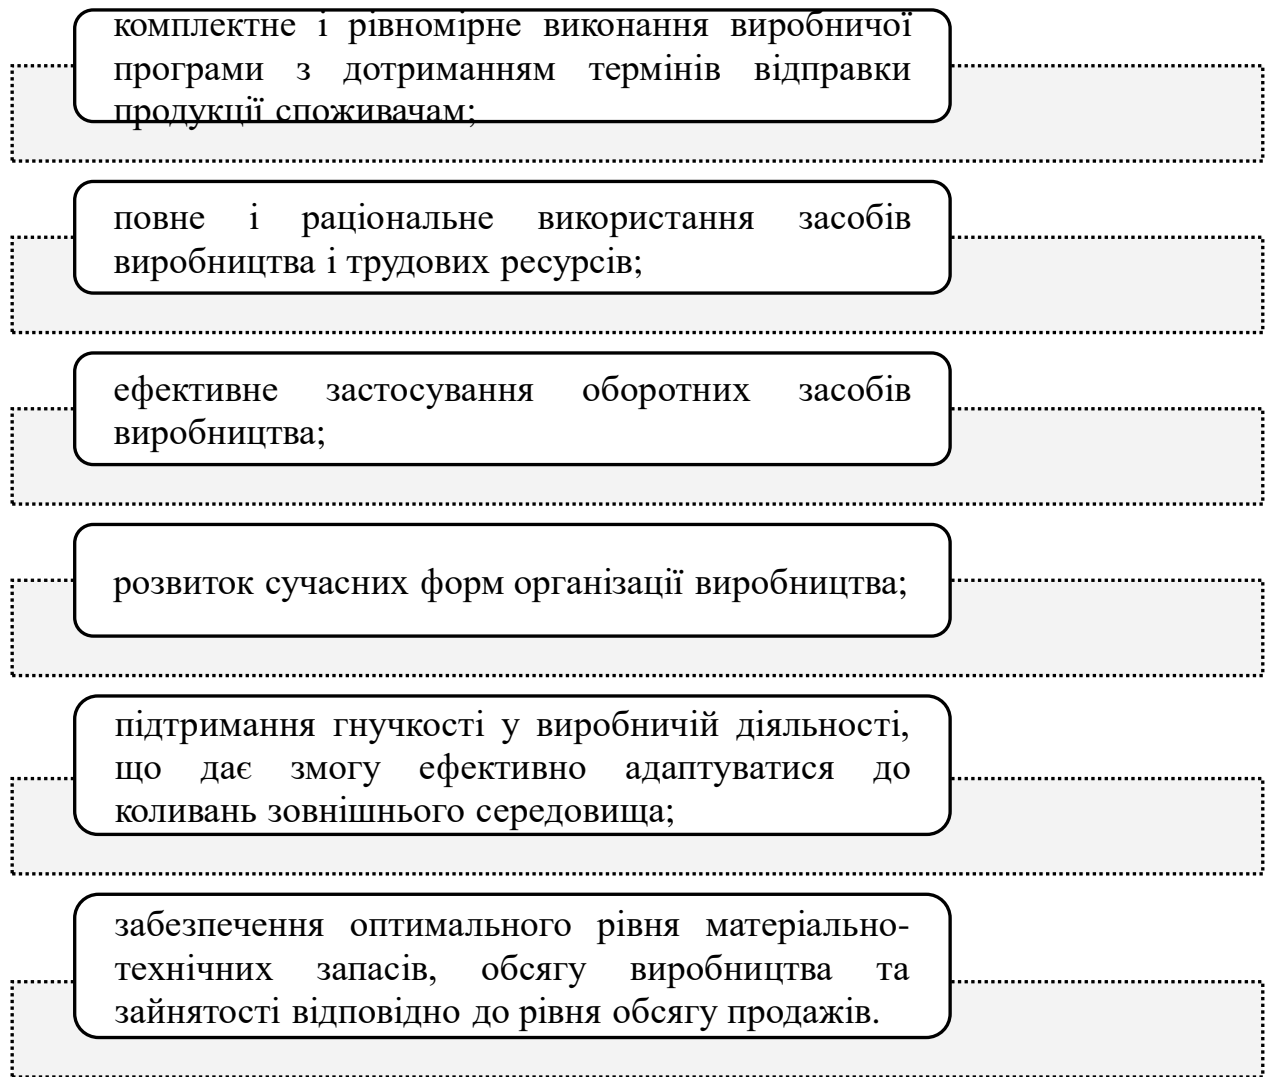 комплектне і рівномірне виконання виробничої
програми з дотриманням термінів відправки
продукції споживачам;
повне і раціональне використання засобів
виробництва і трудових ресурсів;
ефективне застосування оборотних засобів
виробництва;
розвиток сучасних форм організації виробництва;
підтримання гнучкості у виробничій діяльності,
що дає змогу ефективно адаптуватися до
коливань зовнішнього середовища;
забезпечення оптимального рівня матеріально-
технічних запасів, обсягу виробництва та
зайнятості відповідно до рівня обсягу продажів.